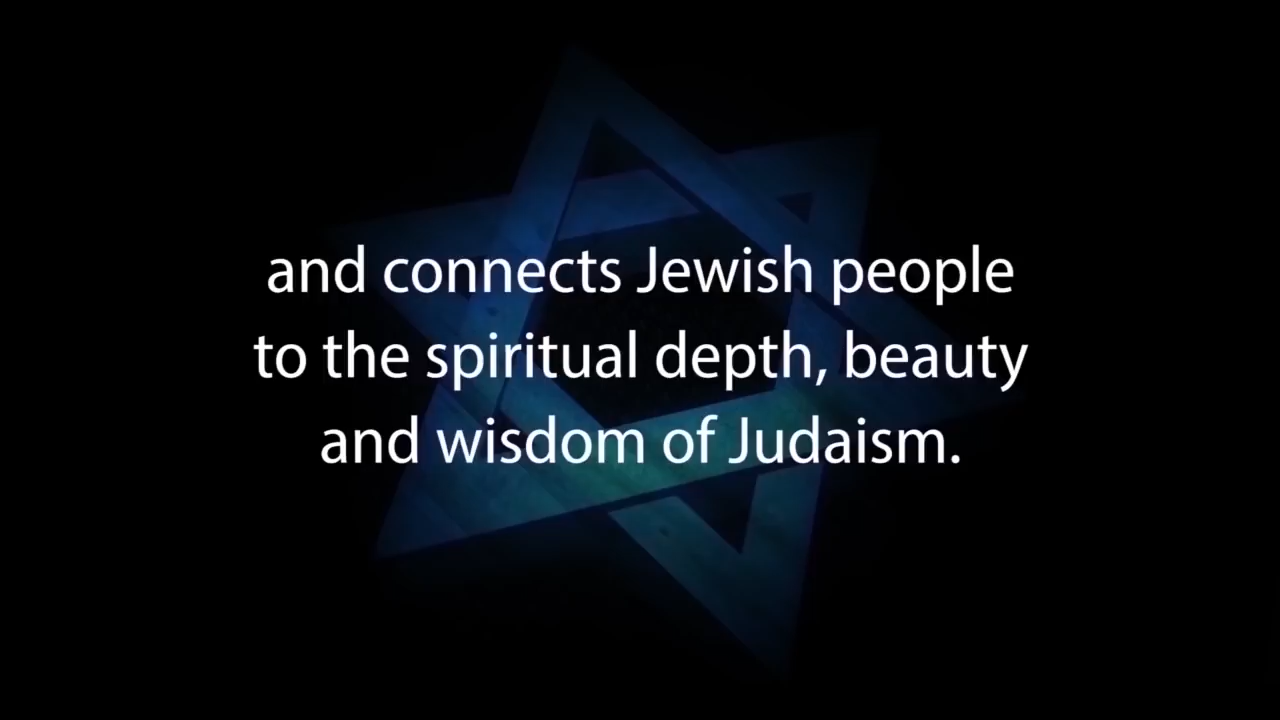 and connects Jewish people
to the spiritual depth, beauty
and wisdom of Judaism.